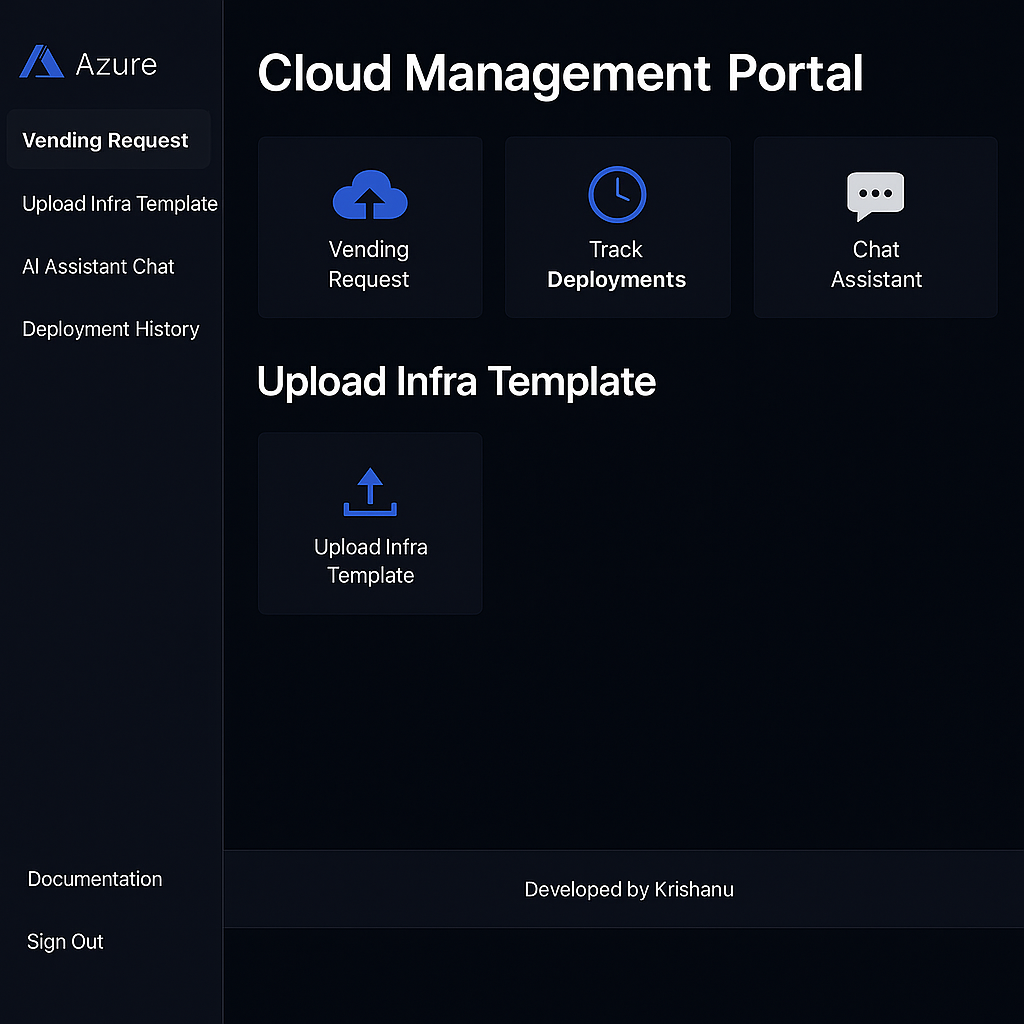 Azure
Vending Request
Upload Infra Template
AI Assistant Chat
Deployment History
Documentation
Sign Out
Cloud Management Portal
Vending
Request
Track
Deployments
Chat
Assistant
Upload Infra Template
Upload Infra
Template
Developed by Krishanu